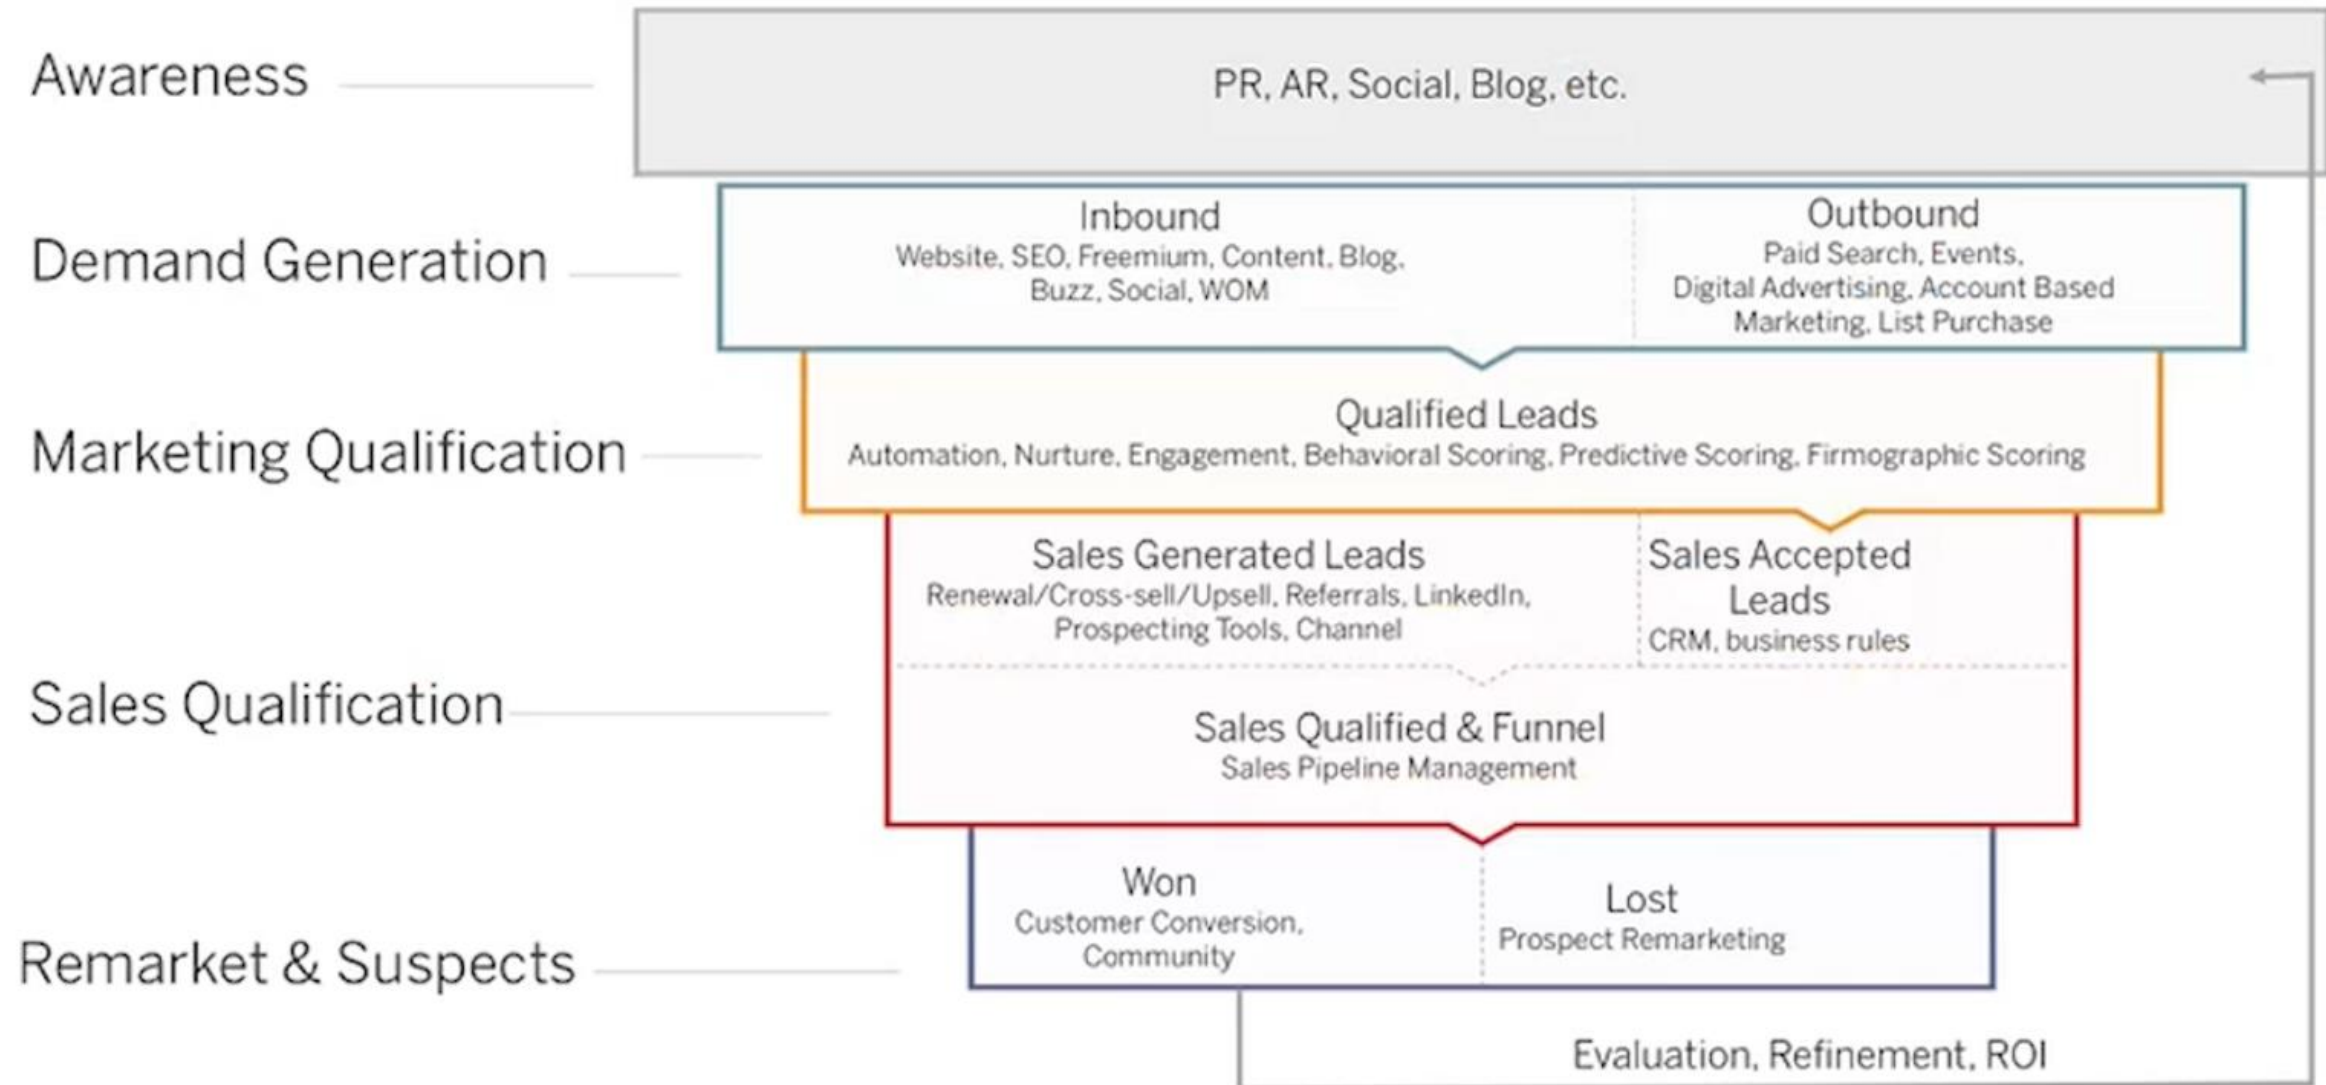 Awareness
PR, AR, Social, Blog, etc.
Demand Generation
Inbound
Website, SEO, Freemium, Content, Blog,
Buzz, Social, WOM
Outbound
Paid Search, Events,
Digital Advertising, Account Based
Marketing, List Purchase
Marketing Qualification
Qualified Leads
Automation, Nurture, Engagement, Behavioral Scoring, Predictive Scoring, Firmographic Scoring
Sales Qualification
Sales Generated Leads
Renewal/Cross-sell/Upsell, Referrals, LinkedIn,
Prospecting Tools, Channel
Sales Accepted
Leads
CRM, business rules
Sales Qualified & Funnel
Sales Pipeline Management
Remarket & Suspects
Won
Customer Conversion,
Community
Lost
Prospect Remarketing
Evaluation, Refinement, ROI